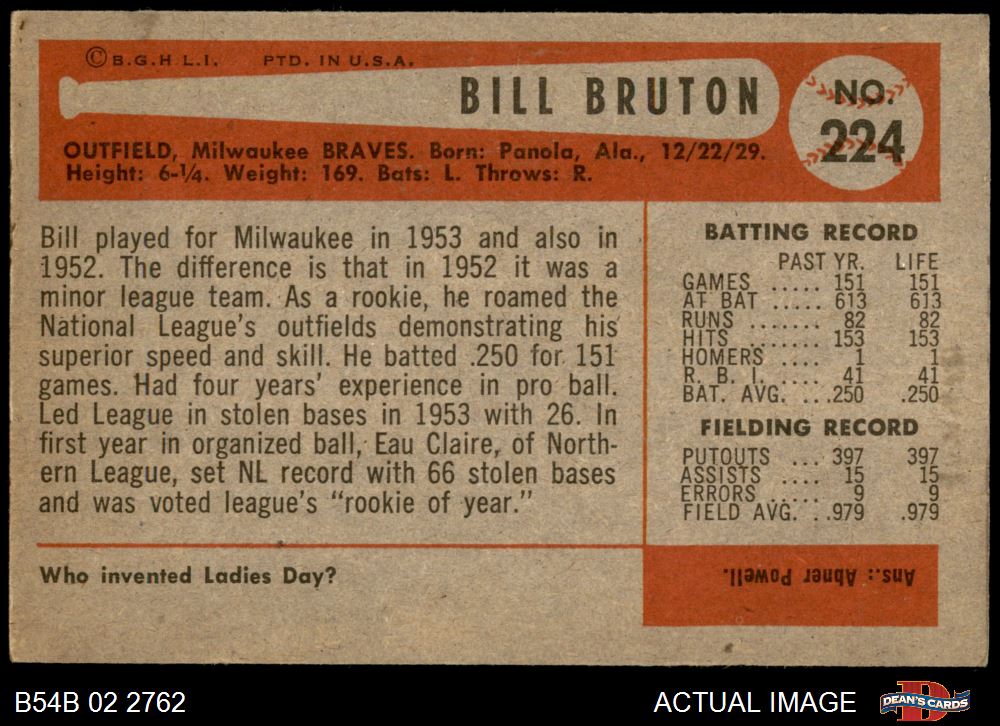 ©B.G.H L.I. PTD. IN U.S.A.
BILL BRUTON
NO.
224
OUTFIELD, Milwaukee BRAVES. Born: Panola, Ala., 12/22/29.
Height: 6-¼. Weight: 169. Bats: L. Throws: R.
Bill played for Milwaukee in 1953 and also in
1952. The difference is that in 1952 it was a
minor league team. As a rookie, he roamed the
National League's outfields demonstrating his
superior speed and skill. He batted .250 for 151
games. Had four years' experience in pro ball.
Led League in stolen bases in 1953 with 26. In
first year in organized ball, Eau Claire, of North-
ern League, set NL record with 66 stolen bases
and was voted league's "rookie of year."
BATTING RECORD
PAST YR. LIFE
GAMES ..... 151 151
AT BAT ..... 613 613
RUNS ....... 82 82
HITS ....... 153 153
HOMERS .... 1 1
R. B. I. .... 41 41
BAT. AVG. ...250 .250
FIELDING RECORD
PUTOUTS ... 397 397
ASSISTS .... 15 15
ERRORS ..... 9 9
FIELD AVG. ..979 .979
Who invented Ladies Day?
Ans.: Abner Powell.
B54B 02 2762
ACTUAL IMAGE
DEAN'S CARDS